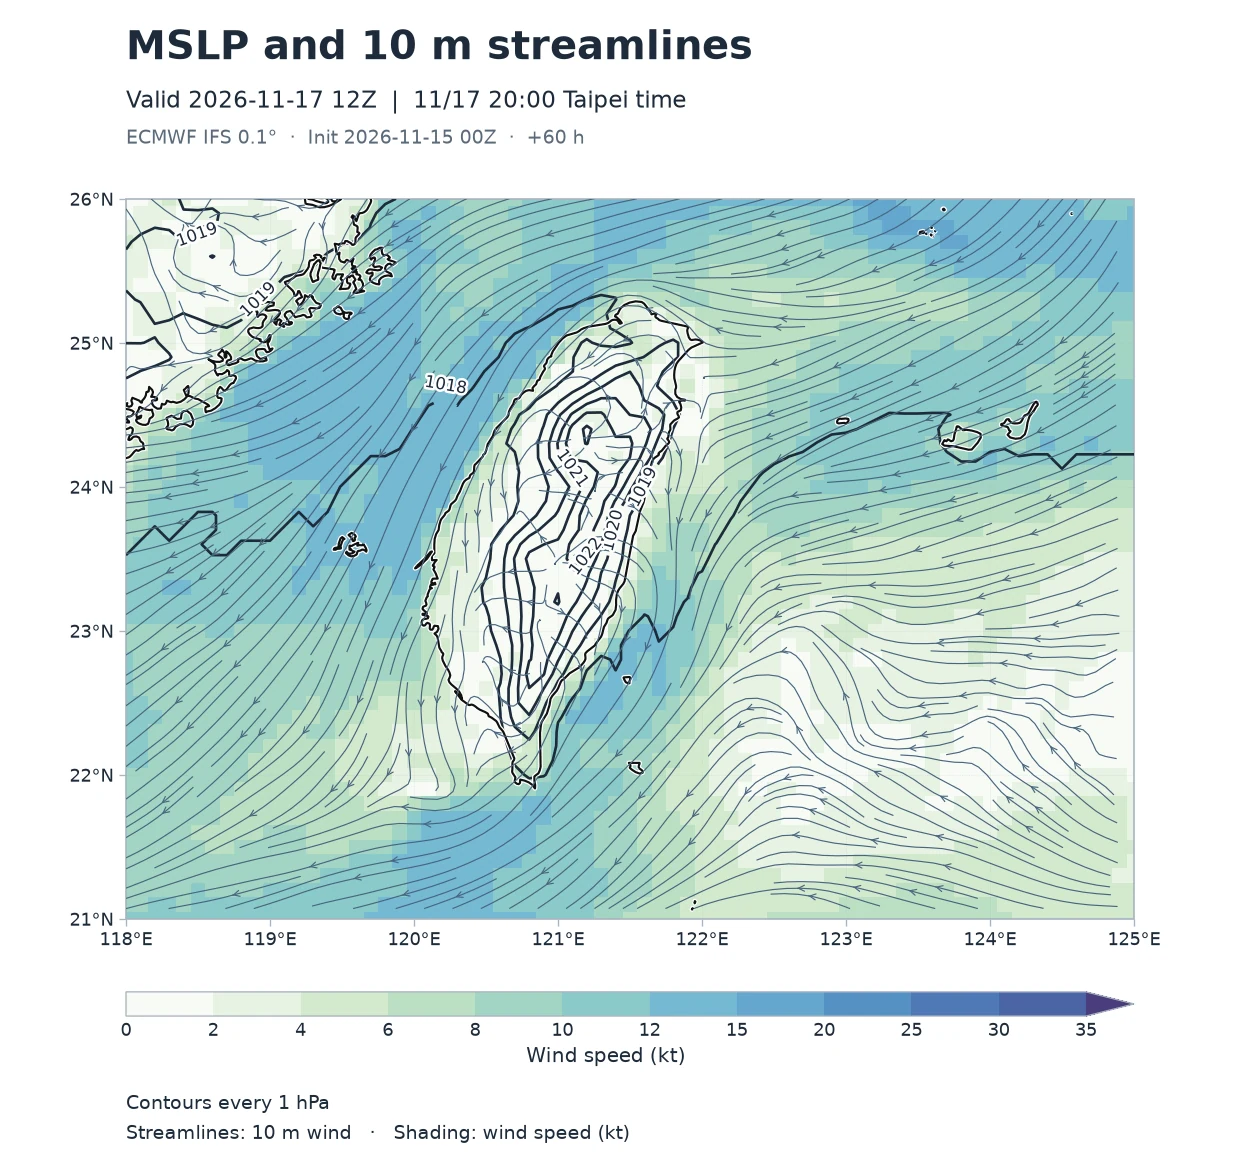 MSLP and 10 m streamlines
Valid 2026-11-17 12Z | 11/17 20:00 Taipei time
ECMWF IFS 0.1° · Init 2026-11-15 00Z · +60 h
26°N
1019
1019
25°N
1018
24°N
1021
1019
1020
1022
23°N
22°N
21°N
118°E 119°E 120°E 121°E 122°E 123°E 124°E 125°E
0 2 4 6 8 10 12 15 20 25 30 35
Wind speed (kt)
Contours every 1 hPa
Streamlines: 10 m wind · Shading: wind speed (kt)